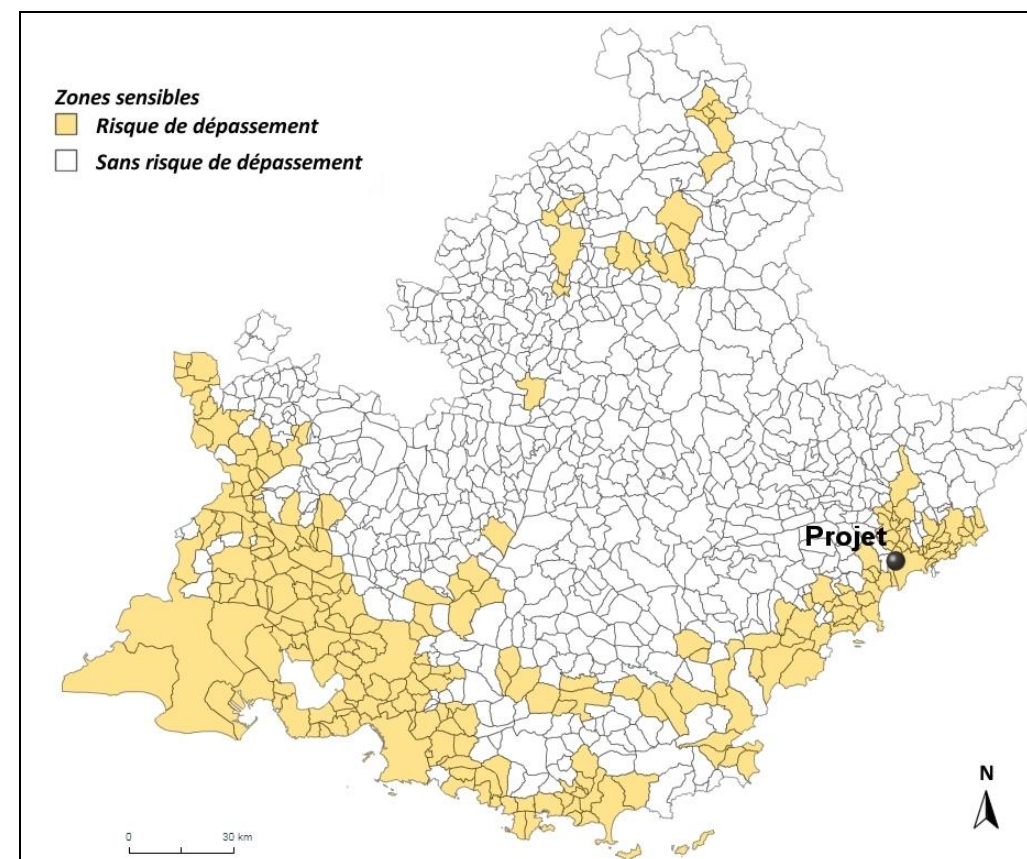 Zones sensibles
Risque de dépassement
Sans risque de dépassement
Projet
N
0 30 km